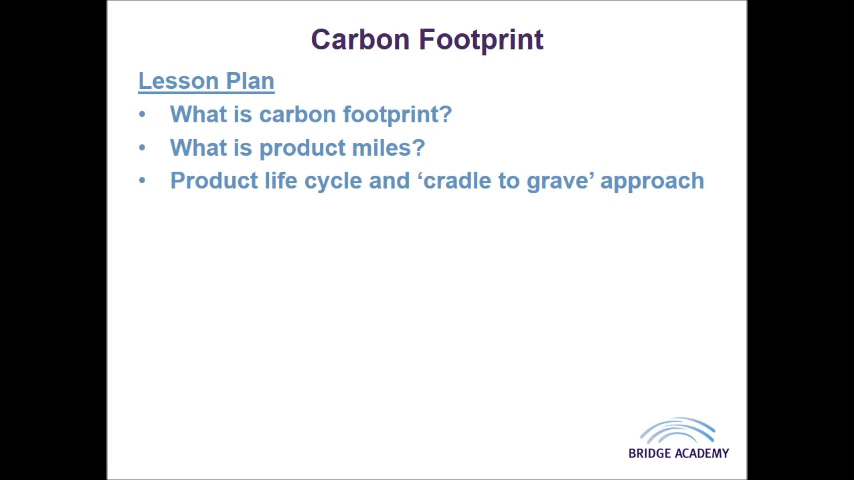 Carbon Footprint
Lesson Plan
• What is carbon footprint?
• What is product miles?
• Product life cycle and ‘cradle to grave’ approach
BRIDGE ACADEMY